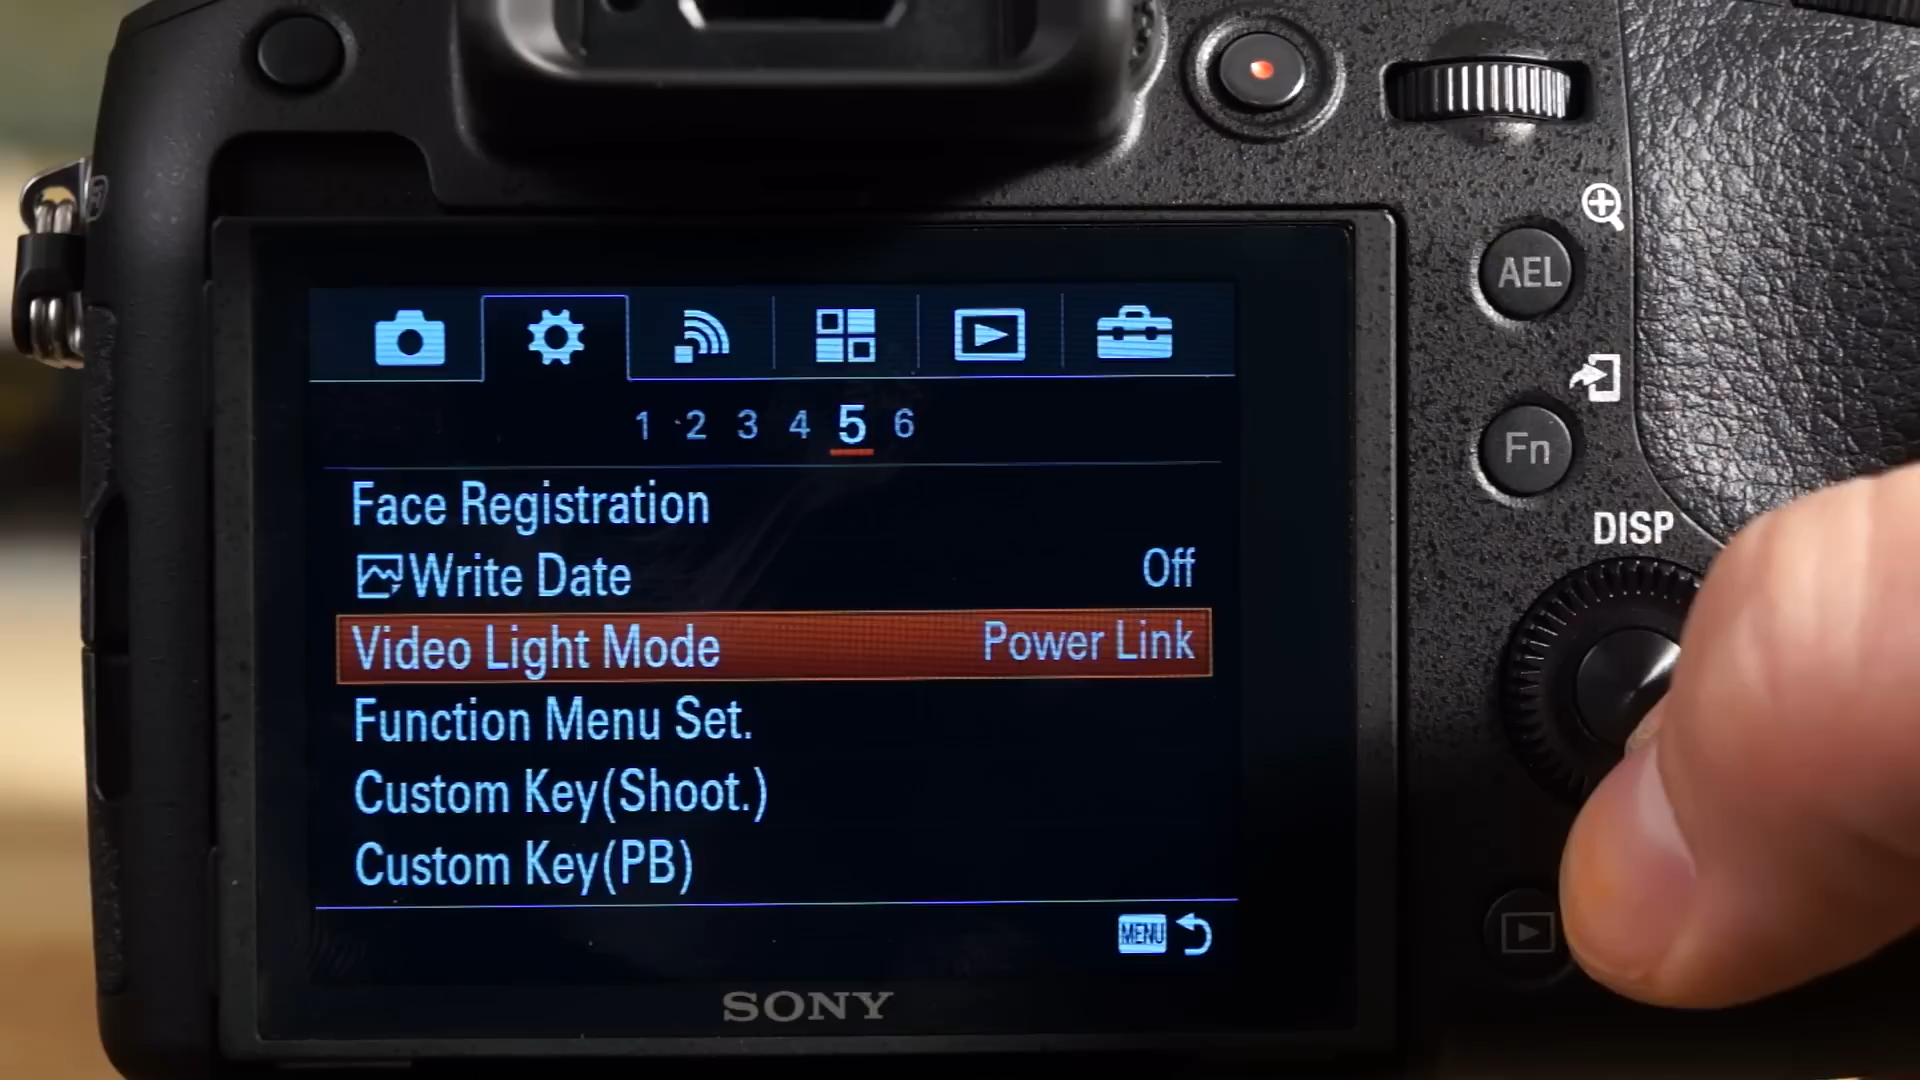 AEL
1 2 3 4 5 6
Fn
Face Registration
DISP
Write Date Off
Video Light Mode Power Link
Function Menu Set.
Custom Key(Shoot.)
Custom Key(PB)
MENU
SONY